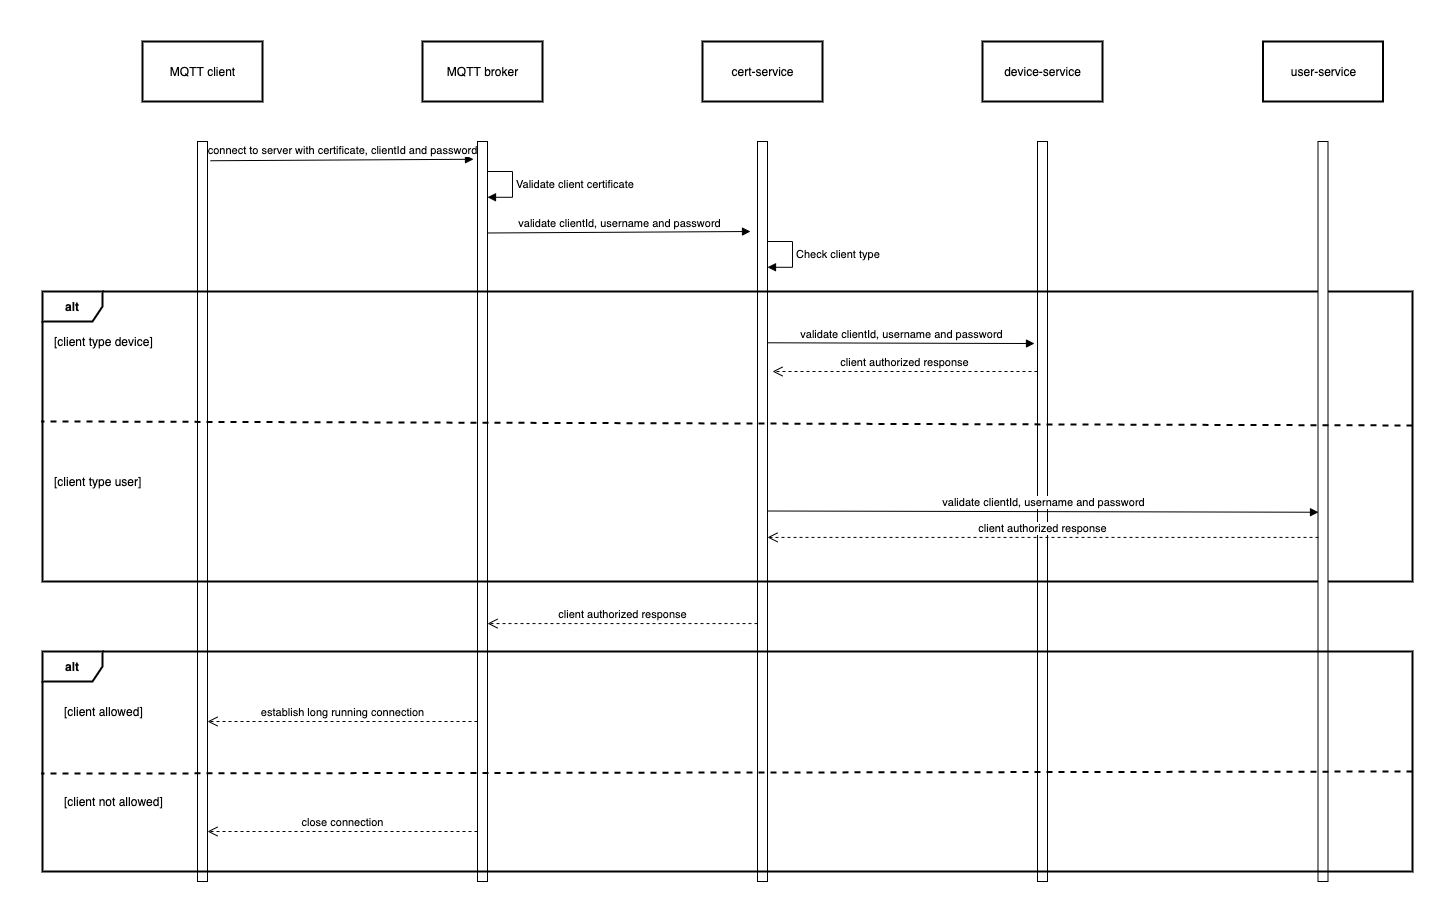 MQTT client
MQTT broker
cert-service
device-service
user-service
connect to server with certificate, clientId and password
Validate client certificate
validate clientId, username and password
Check client type
alt
[client type device]
validate clientId, username and password
client authorized response
[client type user]
validate clientId, username and password
client authorized response
client authorized response
alt
[client allowed]
establish long running connection
[client not allowed]
close connection